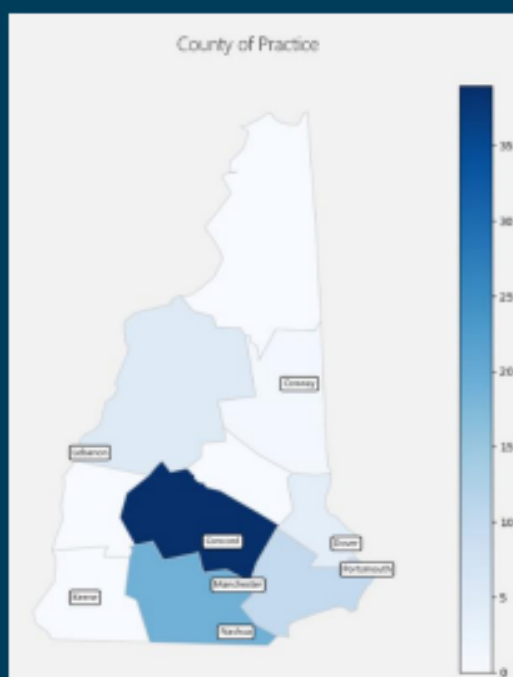 County of Practice
35
30
25
20
15
10
5
0
Conway
Lebanon
Concord
Dover
Portsmouth
Manchester
Keene
Nashua